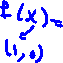 f(x)=
(1,0)